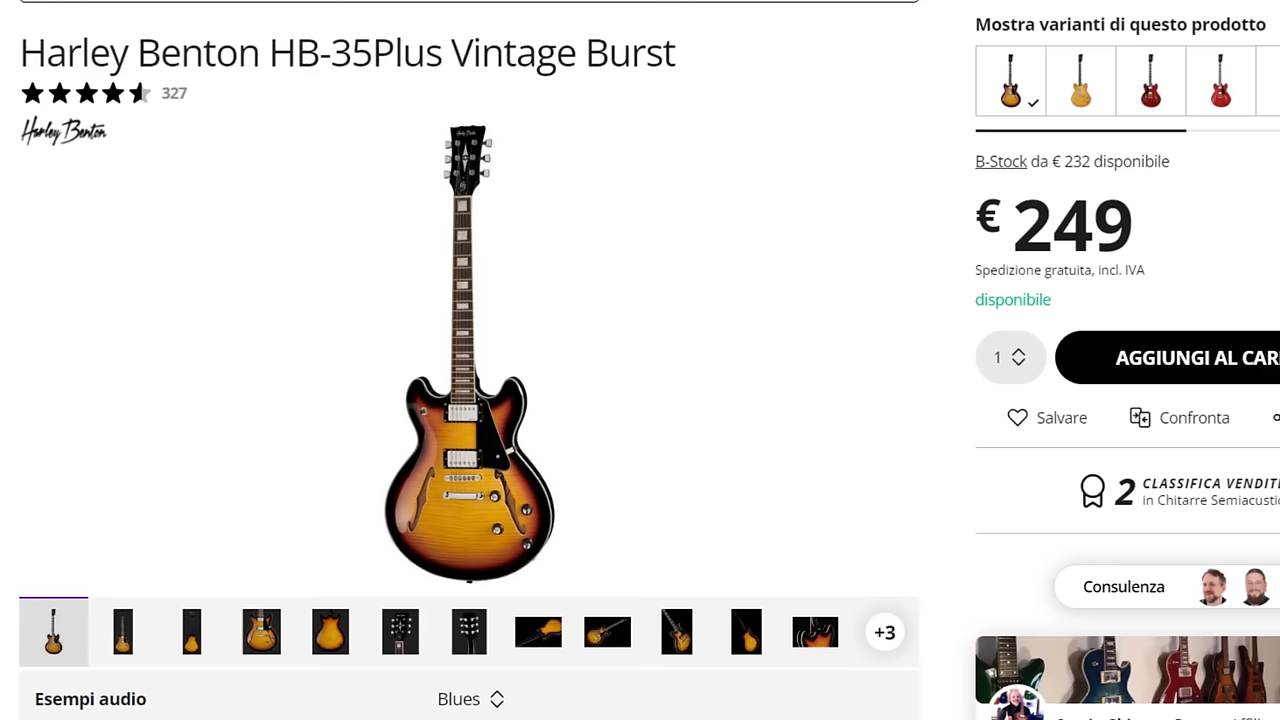 Harley Benton HB-35Plus Vintage Burst
327
Harley Benton
+3
Esempi audio
Blues
Mostra varianti di questo prodotto
B-Stock da € 232 disponibile
€ 249
Spedizione gratuita, incl. IVA
disponibile
1
AGGIUNGI AL CAR
Salvare
Confronta
2
CLASSIFICA VENDITE
in Chitarre Semiacustic
Consulenza